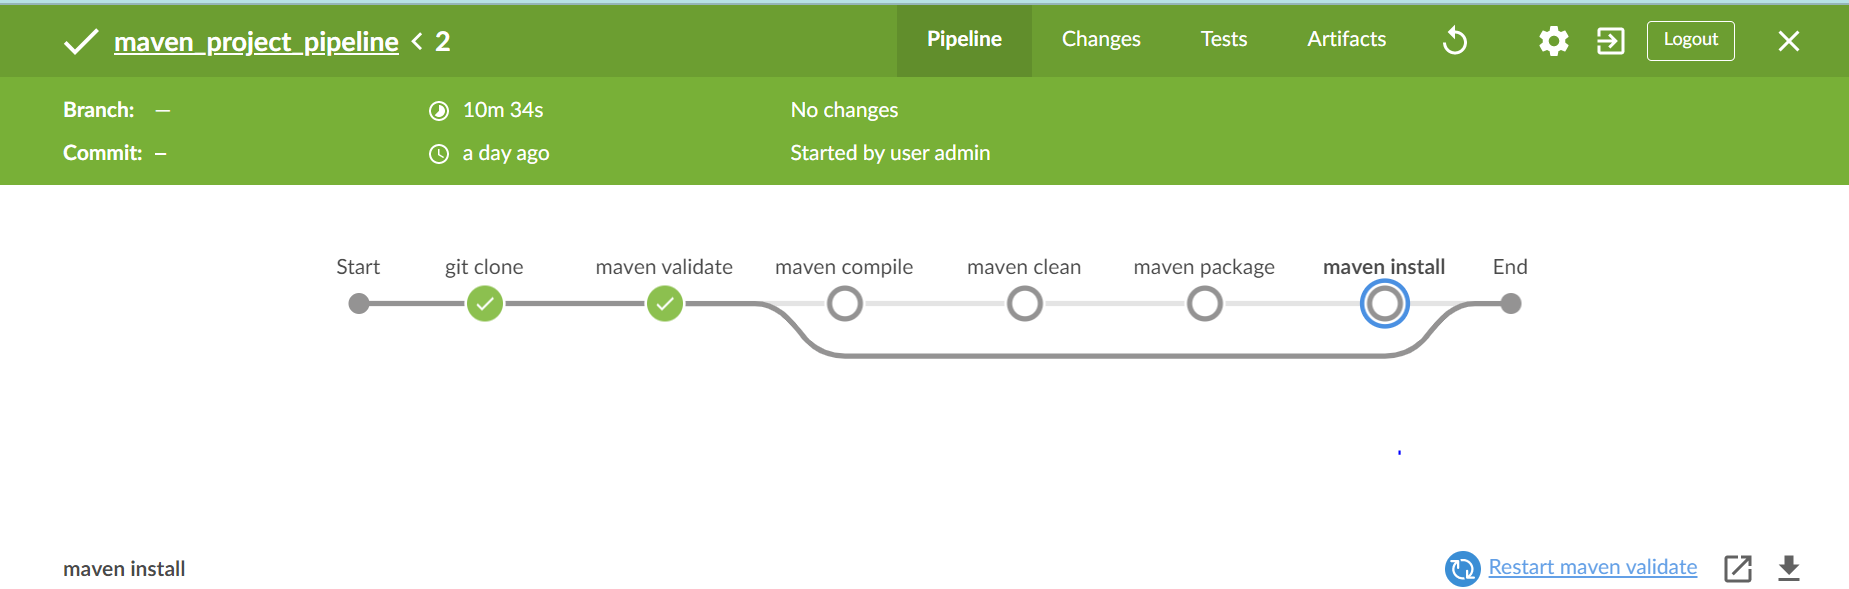 maven_project_pipeline < 2
Pipeline
Changes
Tests
Artifacts
Logout
Branch: —
10m 34s
No changes
Commit: –
a day ago
Started by user admin
Start
git clone
maven validate
maven compile
maven clean
maven package
maven install
End
maven install
Restart maven validate